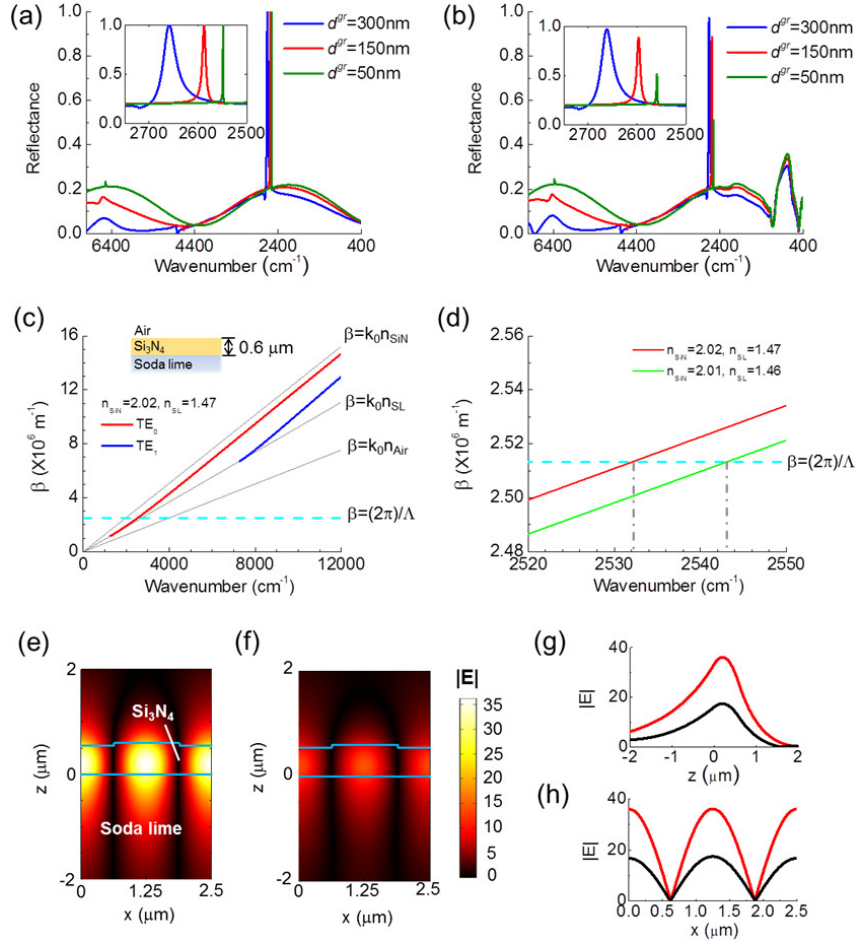 (a)
1.0
0.8
0.6
0.4
0.2
0.0
Reflectance
1.0
0.5
0.0
2700 2600 2500
d^gr=300nm
d^gr=150nm
d^gr=50nm
6400 4400 2400 400
Wavenumber (cm⁻¹)
(b)
1.0
0.8
0.6
0.4
0.2
0.0
Reflectance
1.0
0.5
0.0
2700 2600 2500
d^gr=300nm
d^gr=150nm
d^gr=50nm
6400 4400 2400 400
Wavenumber (cm⁻¹)
(c)
16
12
8
4
0
β (X10⁶ m⁻¹)
Air
Si₃N₄
Soda lime
0.6 μm
n_SiN=2.02, n_SL=1.47
TE₀
TE₁
β=k₀n_SiN
β=k₀n_SL
β=k₀n_Air
β=(2π)/Λ
0 4000 8000 12000
Wavenumber (cm⁻¹)
(d)
2.56
2.54
2.52
2.50
2.48
β (X10⁶ m⁻¹)
n_SiN=2.02, n_SL=1.47
n_SiN=2.01, n_SL=1.46
β=(2π)/Λ
2520 2530 2540 2550
Wavenumber (cm⁻¹)
(e)
2
0
-2
z (μm)
Si₃N₄
Soda lime
0 1.25 2.5
x (μm)
(f)
2
0
-2
z (μm)
0 1.25 2.5
x (μm)
|E|
35
30
25
20
15
10
5
0
(g)
40
20
0
|E|
-2 -1 0 1 2
z (μm)
(h)
40
20
0
|E|
0.0 0.5 1.0 1.5 2.0 2.5
x (μm)